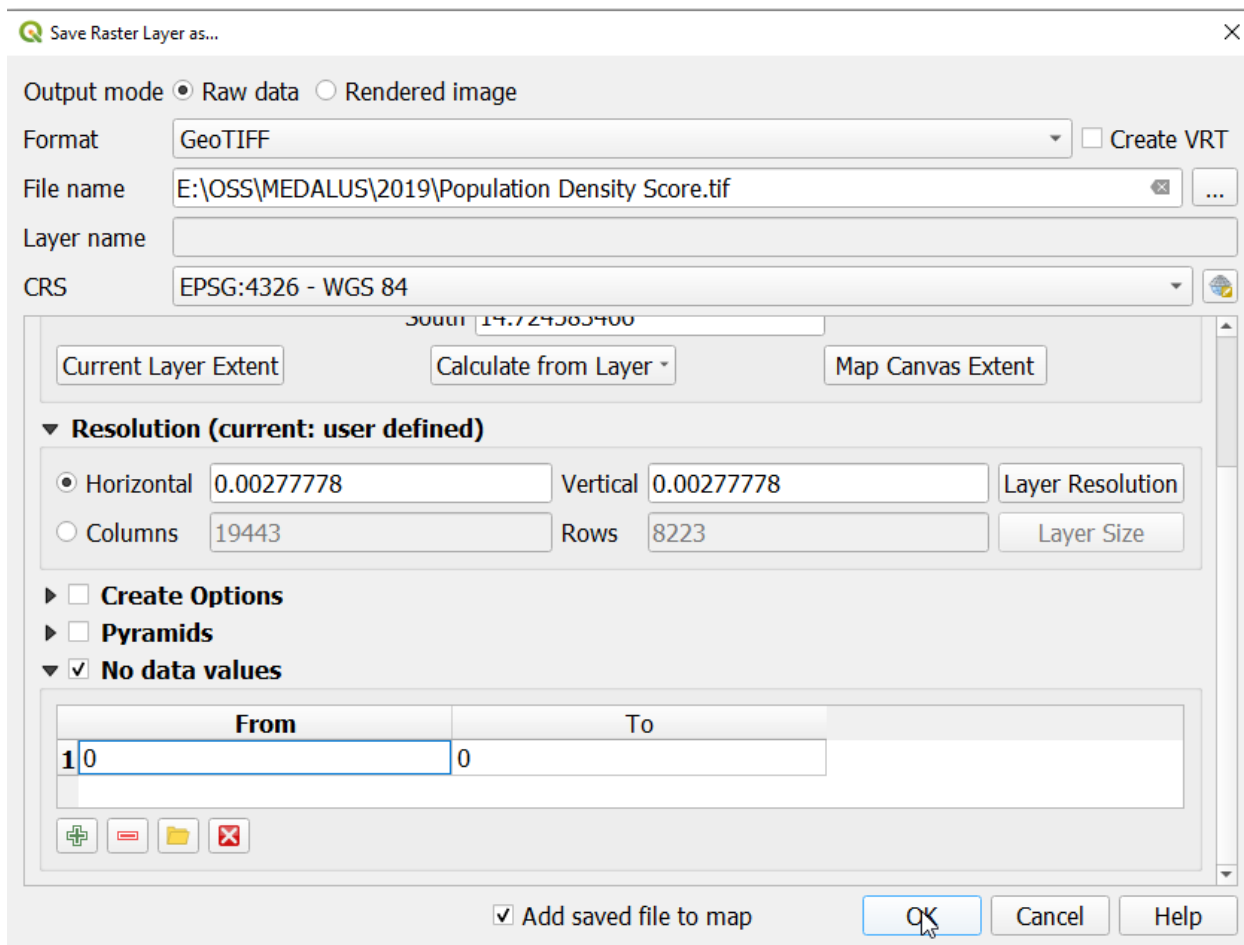 Save Raster Layer as...
Output mode Raw data Rendered image
Format GeoTIFF Create VRT
File name E:\OSS\MEDALUS\2019\Population Density Score.tif ...
Layer name
CRS EPSG:4326 - WGS 84
South
Current Layer Extent Calculate from Layer Map Canvas Extent
Resolution (current: user defined)
Horizontal 0.00277778 Vertical 0.00277778 Layer Resolution
Columns 19443 Rows 8223 Layer Size
Create Options
Pyramids
No data values
From To
1 0 0
Add saved file to map OK Cancel Help